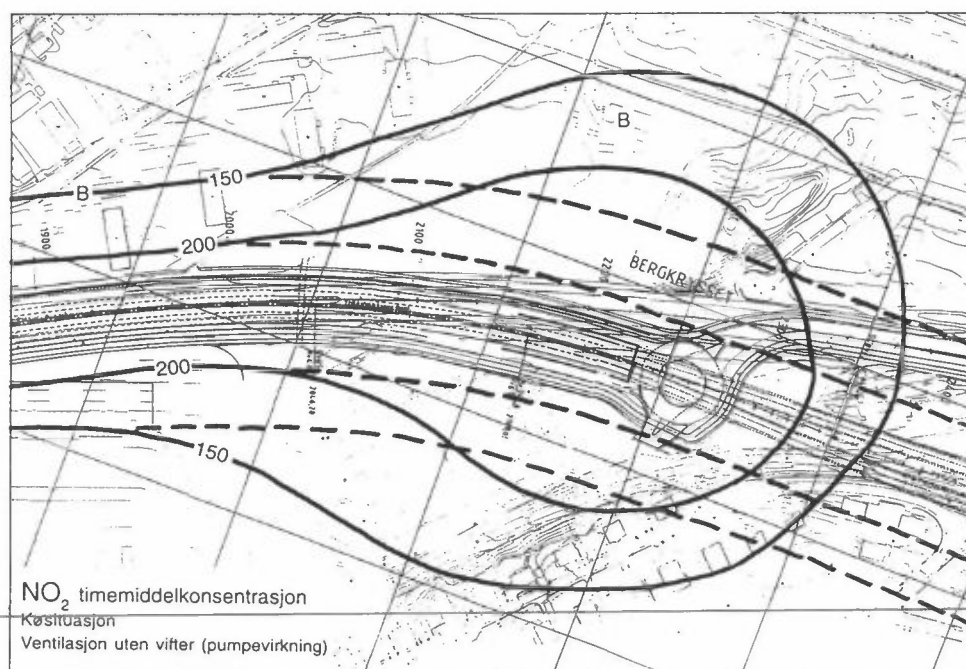 B
B
150
200
1900
2000
2100
BERGKRYSSET
200
150
NO₂ timemiddelkonsentrasjon
Køsituasjon
Ventilasjon uten vifter (pumpevirkning)